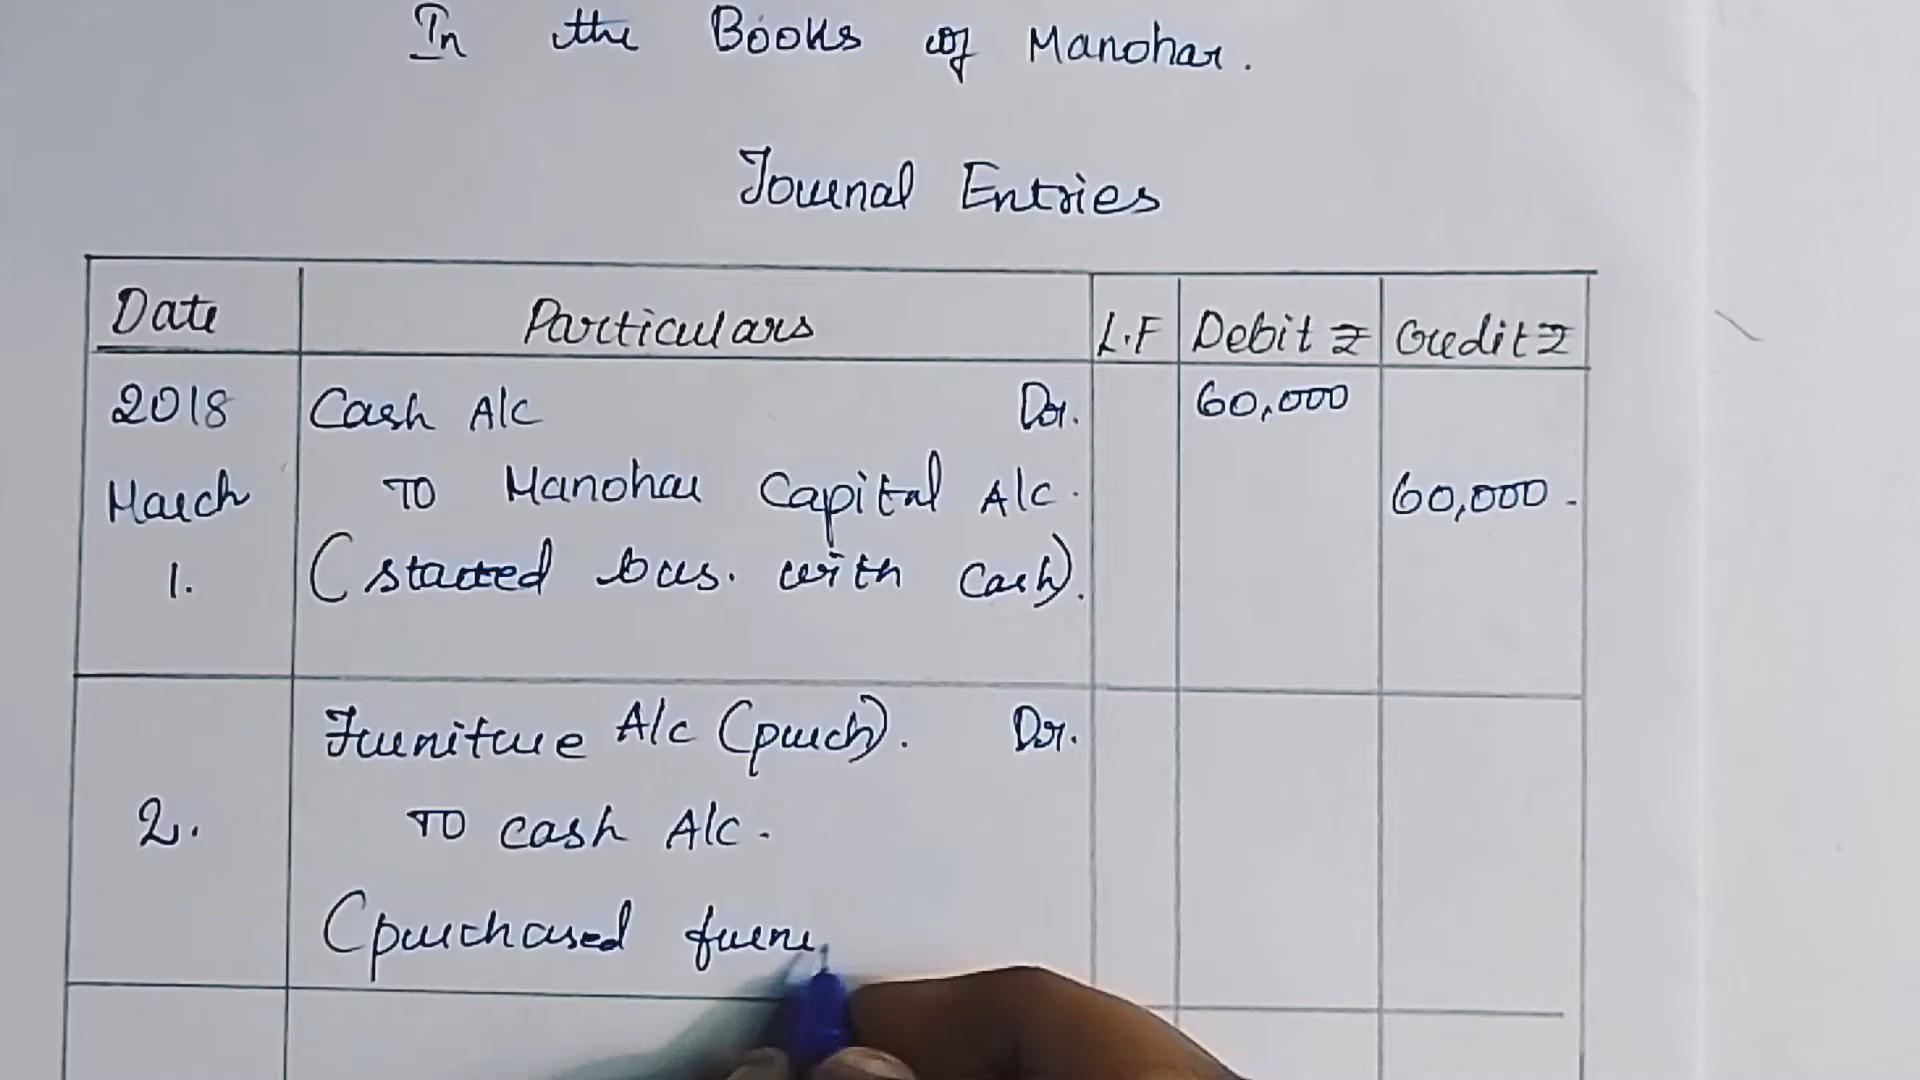 In the Books of Manohar.
Journal Entries
Date Particulars L.F Debit ₹ Credit ₹
2018 Cash A/c Dr. 60,000
March To Manohar Capital A/c. 60,000.
1. (started bus. with cash).
Furniture A/c (purch). Dr.
2. To cash A/c.
(purchased furni